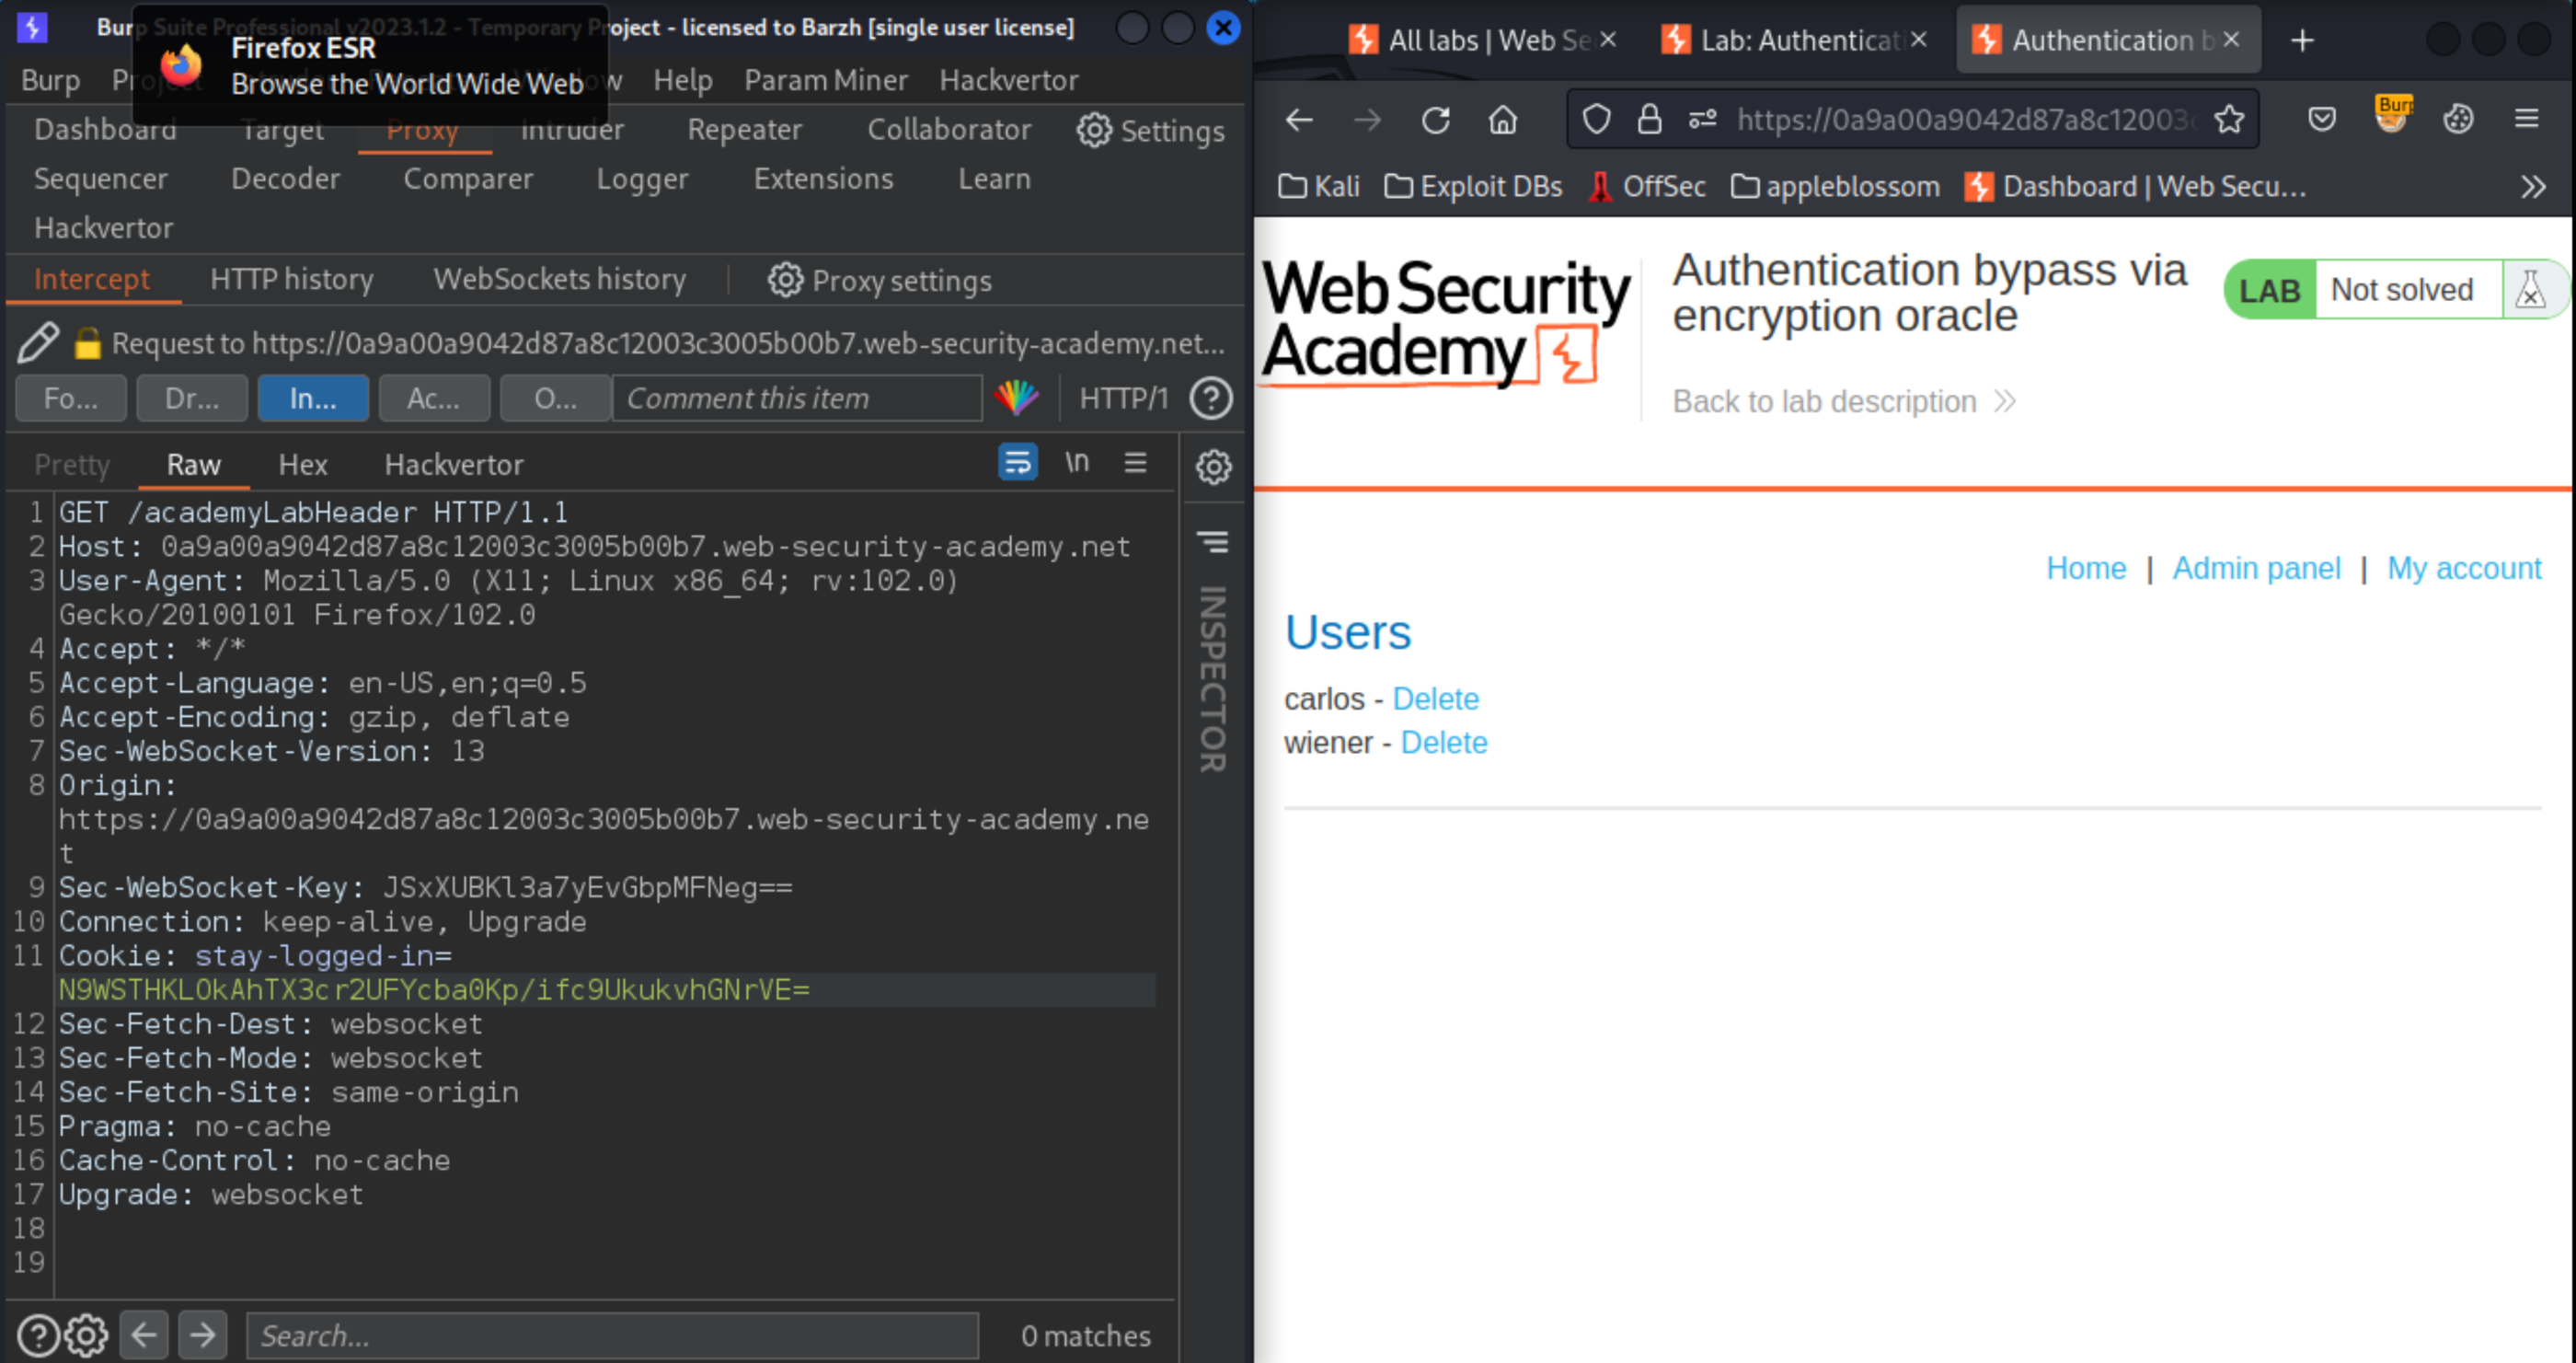 Burp Suite Professional v2023.1.2 - Temporary Project - licensed to Barzh [single user license]
Firefox ESR
Browse the World Wide Web
Burp Help Param Miner Hackvertor
Dashboard Target Proxy Intruder Repeater Collaborator Settings
Sequencer Decoder Comparer Logger Extensions Learn
Hackvertor
Intercept HTTP history WebSockets history Proxy settings
Request to https://0a9a00a9042d87a8c12003c3005b00b7.web-security-academy.net...
Fo... Dr... In... Ac... O... Comment this item HTTP/1
Pretty Raw Hex Hackvertor \n
1 GET /academyLabHeader HTTP/1.1
2 Host: 0a9a00a9042d87a8c12003c3005b00b7.web-security-academy.net
3 User-Agent: Mozilla/5.0 (X11; Linux x86_64; rv:102.0)
Gecko/20100101 Firefox/102.0
4 Accept: */*
5 Accept-Language: en-US,en;q=0.5
6 Accept-Encoding: gzip, deflate
7 Sec-WebSocket-Version: 13
8 Origin:
https://0a9a00a9042d87a8c12003c3005b00b7.web-security-academy.ne
t
9 Sec-WebSocket-Key: JSxXUBKl3a7yEvGbpMFNeg==
10 Connection: keep-alive, Upgrade
11 Cookie: stay-logged-in=
N9WSTHKLOkAhTX3cr2UFYcba0Kp/ifc9UkukvhGNrVE=
12 Sec-Fetch-Dest: websocket
13 Sec-Fetch-Mode: websocket
14 Sec-Fetch-Site: same-origin
15 Pragma: no-cache
16 Cache-Control: no-cache
17 Upgrade: websocket
18
19
INSPECTOR
Search... 0 matches
All labs | Web Se Lab: Authenticati Authentication b
https://0a9a00a9042d87a8c12003c Burp
Kali Exploit DBs OffSec appleblossom Dashboard | Web Secu...
Web Security
Academy
Authentication bypass via
encryption oracle
LAB Not solved
Back to lab description
Home | Admin panel | My account
Users
carlos - Delete
wiener - Delete